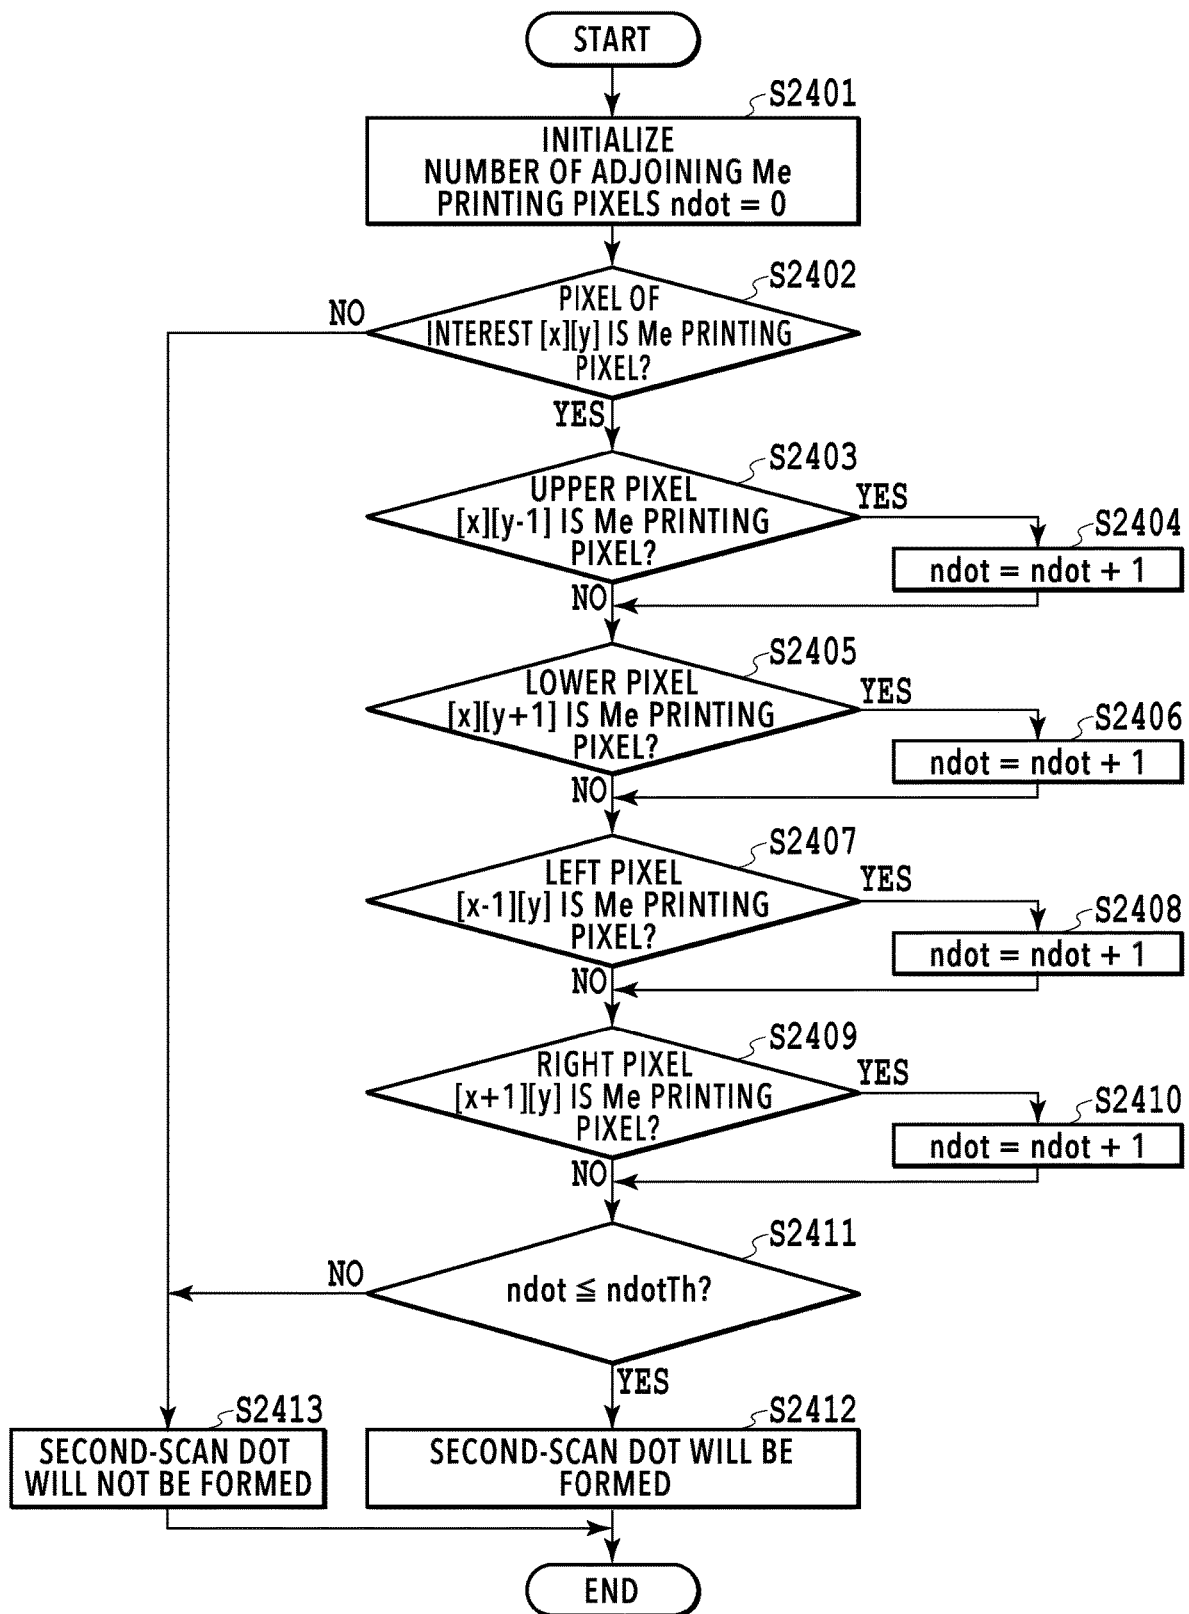 START
S2401
INITIALIZE
NUMBER OF ADJOINING Me
PRINTING PIXELS ndot = 0
S2402
NO
PIXEL OF
INTEREST [x][y] IS Me PRINTING
PIXEL?
YES
S2403
UPPER PIXEL
[x][y-1] IS Me PRINTING
PIXEL?
YES
S2404
ndot = ndot + 1
NO
S2405
LOWER PIXEL
[x][y+1] IS Me PRINTING
PIXEL?
YES
S2406
ndot = ndot + 1
NO
S2407
LEFT PIXEL
[x-1][y] IS Me PRINTING
PIXEL?
YES
S2408
ndot = ndot + 1
NO
S2409
RIGHT PIXEL
[x+1][y] IS Me PRINTING
PIXEL?
YES
S2410
ndot = ndot + 1
NO
S2411
NO
ndot ≦ ndotTh?
YES
S2413
SECOND-SCAN DOT
WILL NOT BE FORMED
S2412
SECOND-SCAN DOT WILL BE
FORMED
END